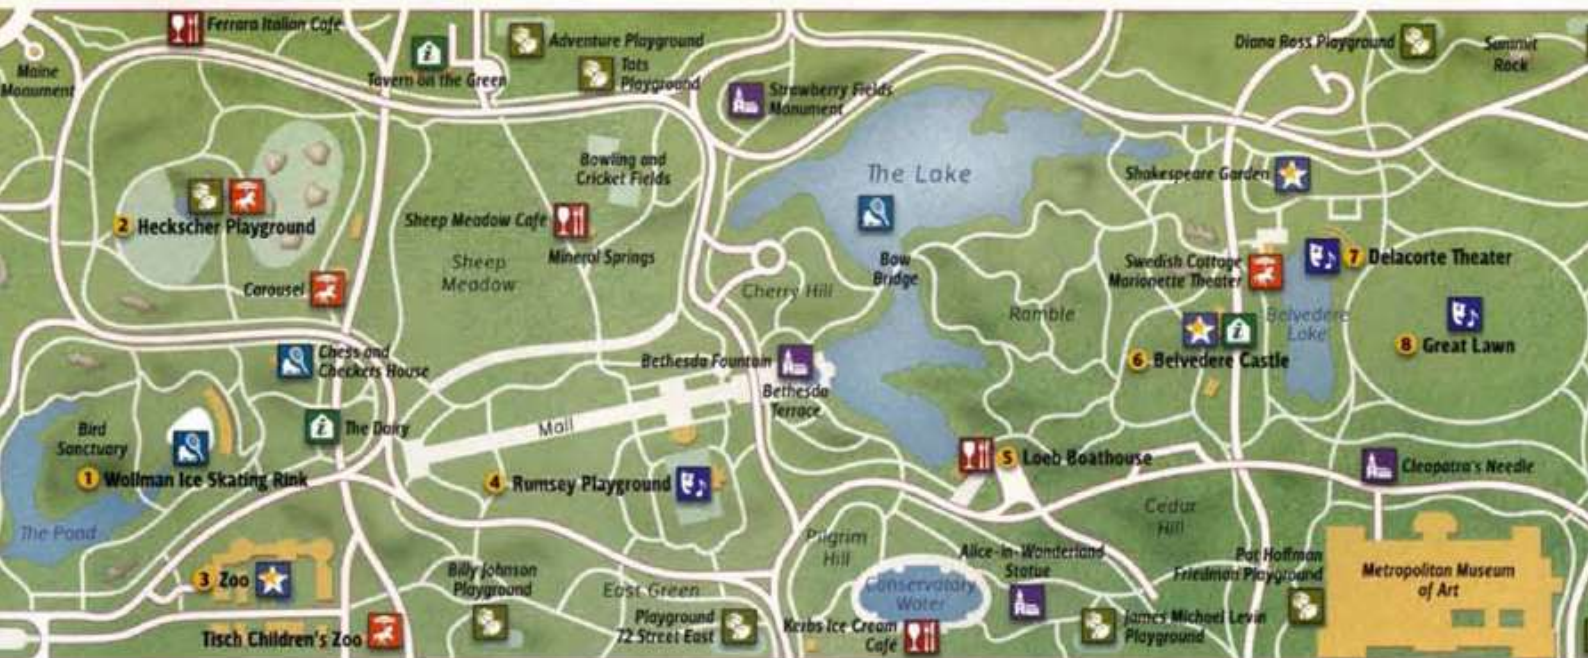 Ferrara Italian Cafe
Adventure Playground
Diana Ross Playground
Summit
Rock
Maine
Monument
Tavern on the Green
Tots
Playground
Strawberry Fields
Monument
Bowling and
Cricket Fields
The Lake
Shakespeare Garden
2 Heckscher Playground
Sheep Meadow Cafe
Mineral Springs
Sheep
Meadow
Bow
Bridge
Swedish Cottage
Marionette Theater
7 Delacorte Theater
Carousel
Cherry Hill
Ramble
Belvedere
Lake
8 Great Lawn
Chess and
Checkers House
Bethesda Fountain
6 Belvedere Castle
Bethesda
Terrace
Bird
Sanctuary
The Dairy
Mall
5 Loeb Boathouse
Cleopatra's Needle
1 Wollman Ice Skating Rink
4 Rumsey Playground
The Pond
Cedar
Hill
Pilgrim
Hill
Alice-in-Wonderland
Statue
Pat Hoffman
Friedman Playground
Metropolitan Museum
of Art
3 Zoo
Billy Johnson
Playground
East Green
Conservatory
Water
Playground
72 Street East
Kerbs Ice Cream
Café
James Michael Levin
Playground
Tisch Children's Zoo